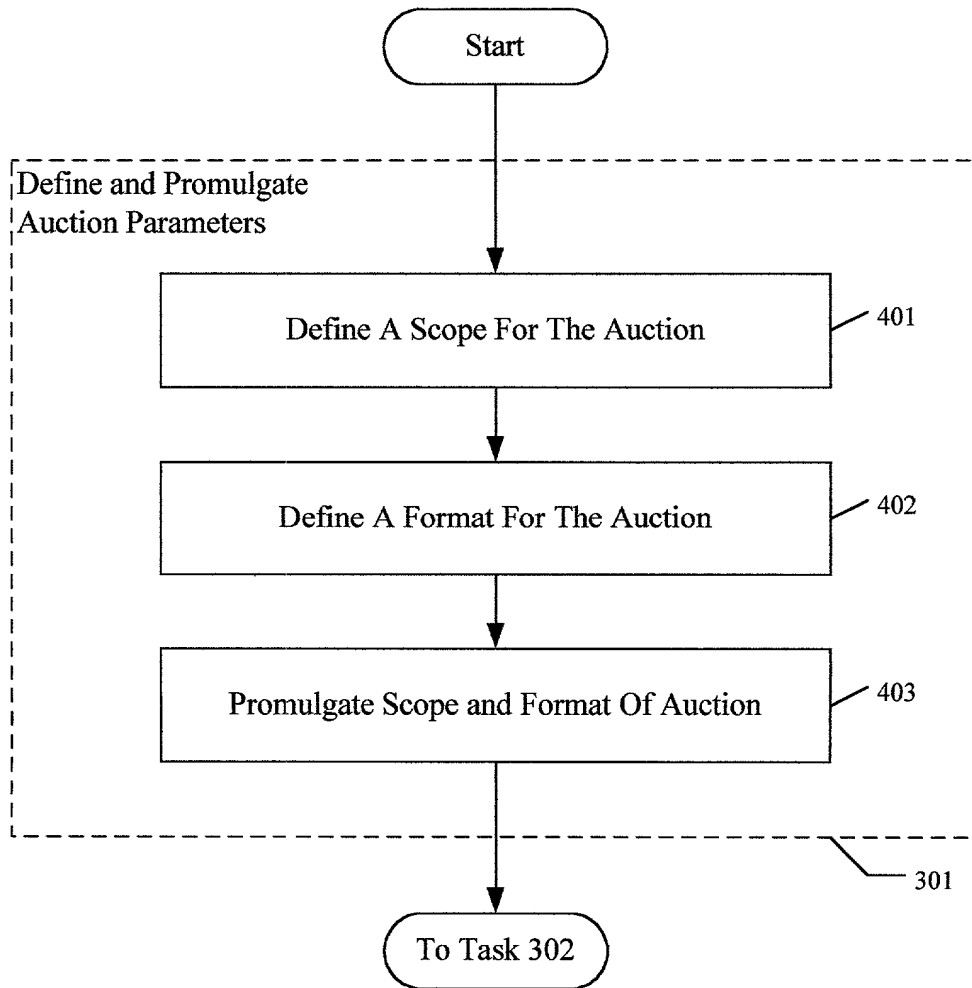 Start
Define and Promulgate
Auction Parameters
Define A Scope For The Auction
401
Define A Format For The Auction
402
Promulgate Scope and Format Of Auction
403
301
To Task 302